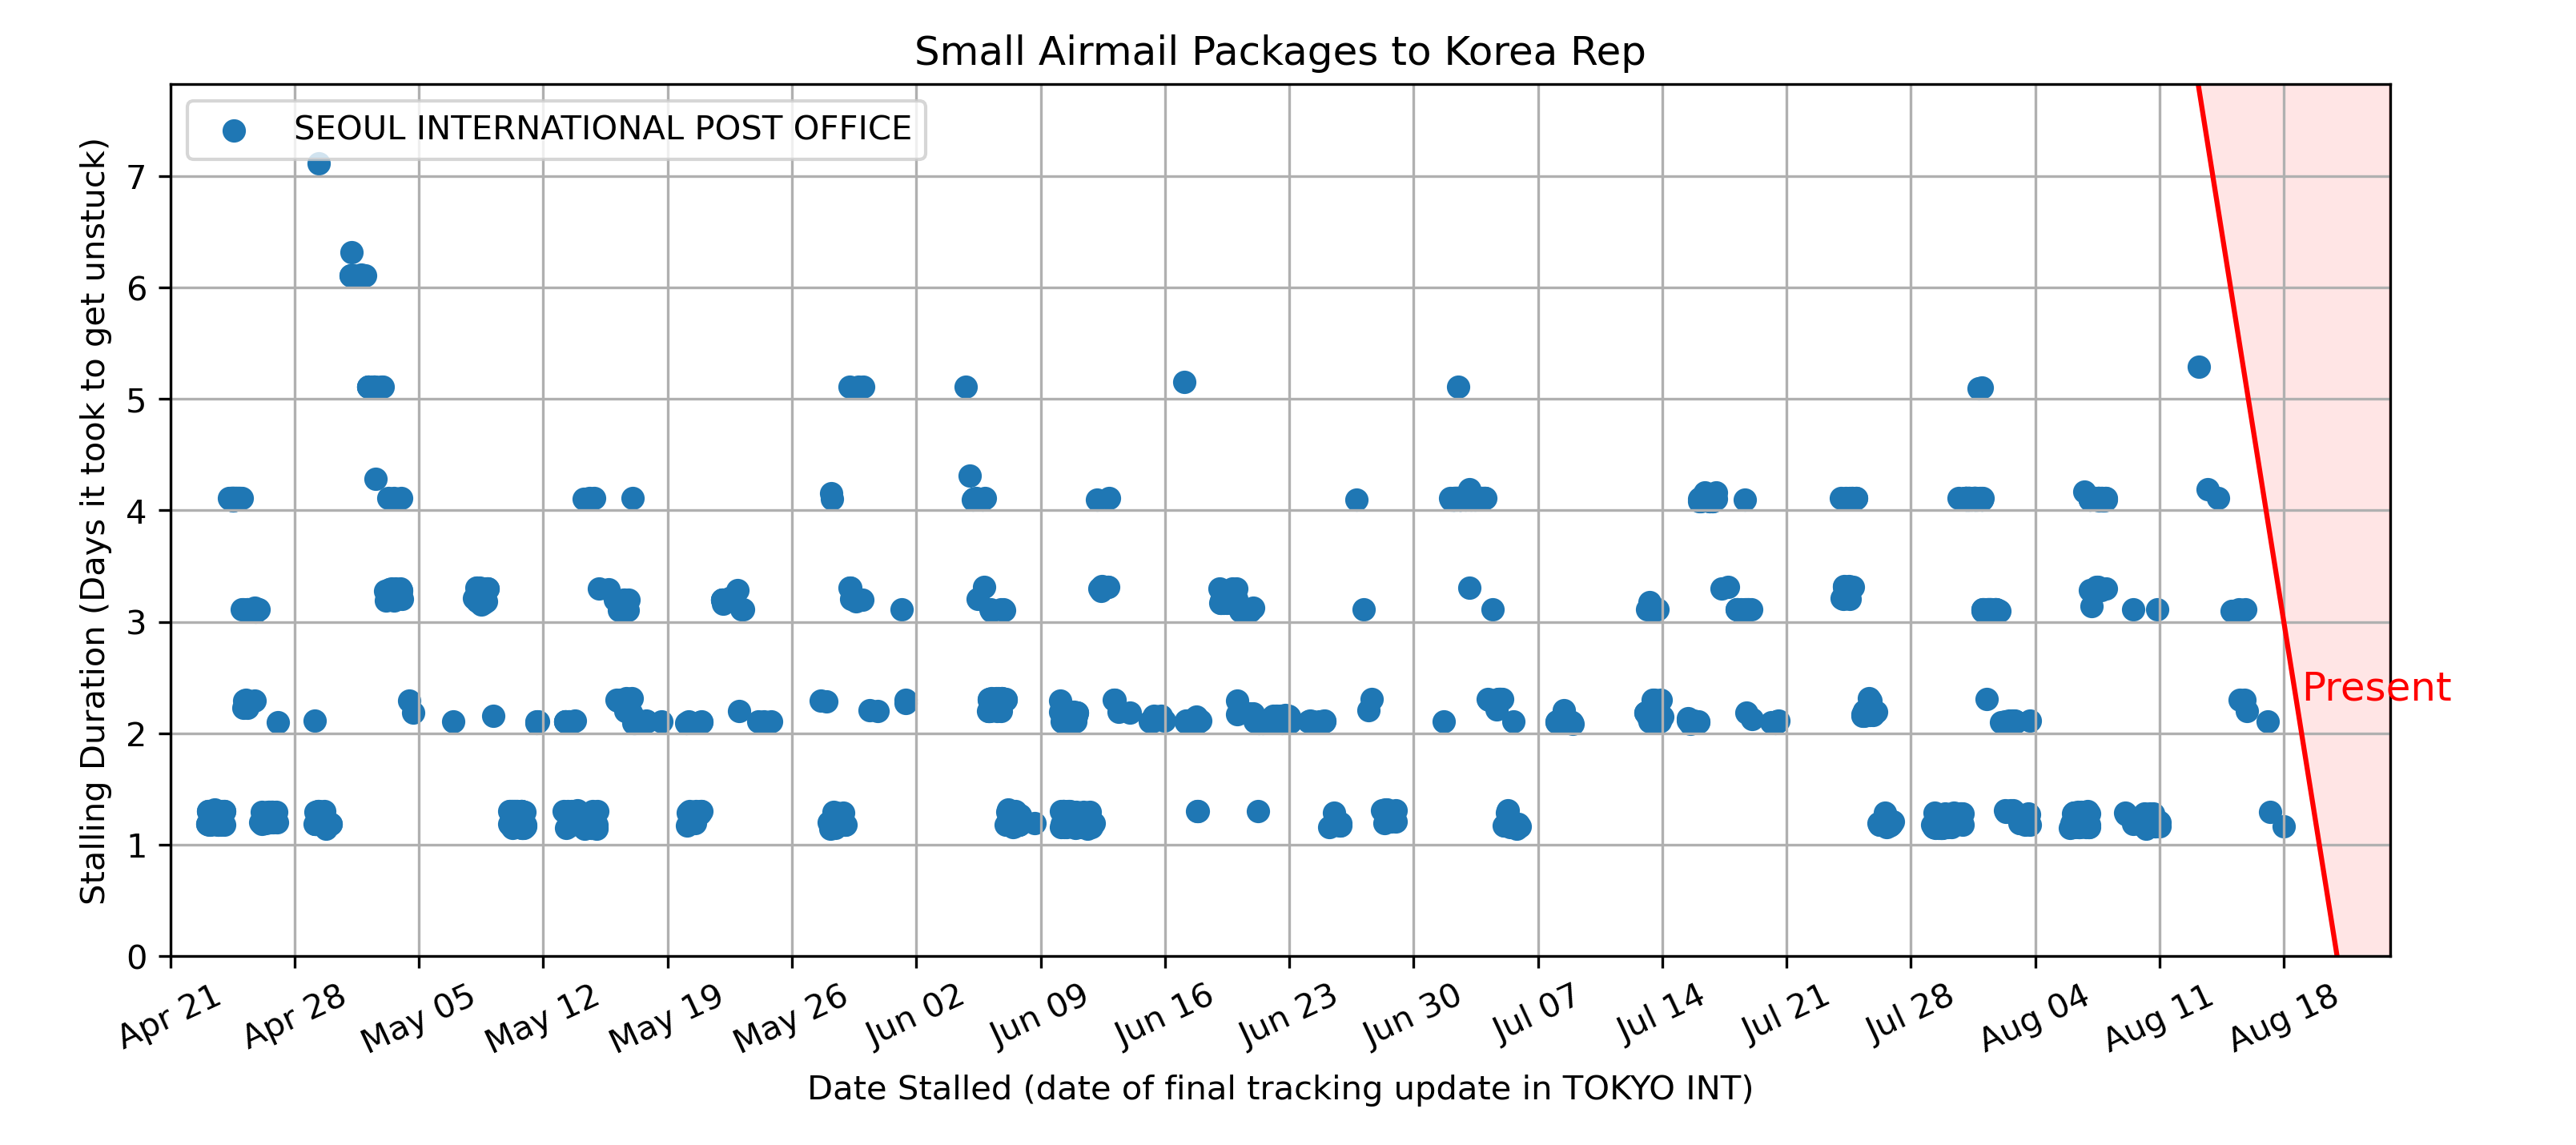 Small Airmail Packages to Korea Rep
SEOUL INTERNATIONAL POST OFFICE
Stalling Duration (Days it took to get unstuck)
7
6
5
4
3
2
1
0
Present
Apr 21
Apr 28
May 05
May 12
May 19
May 26
Jun 02
Jun 09
Jun 16
Jun 23
Jun 30
Jul 07
Jul 14
Jul 21
Jul 28
Aug 04
Aug 11
Aug 18
Date Stalled (date of final tracking update in TOKYO INT)